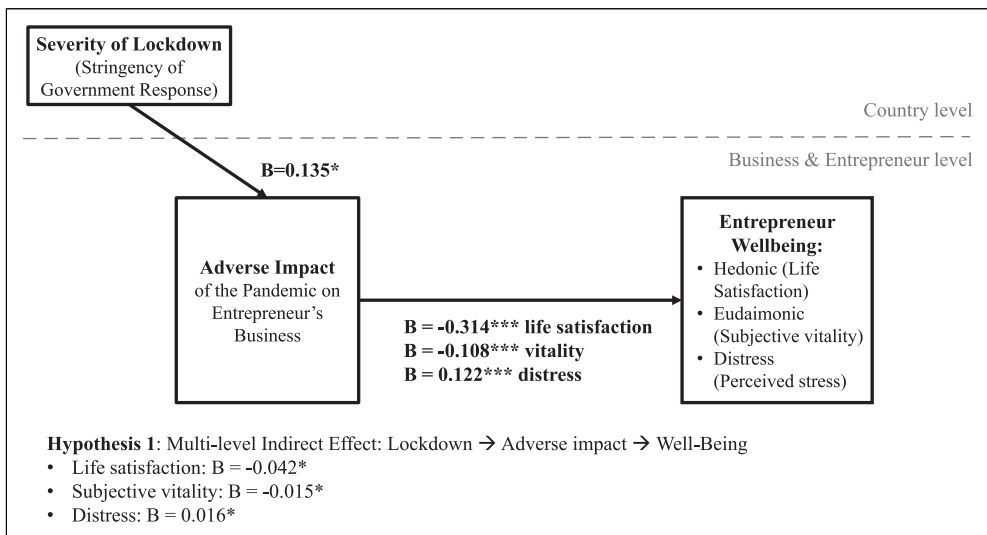 Severity of Lockdown
(Stringency of
Government Response)
Country level
Business & Entrepreneur level
B=0.135*
Adverse Impact
of the Pandemic on
Entrepreneur’s
Business
B = -0.314*** life satisfaction
B = -0.108*** vitality
B = 0.122*** distress
Entrepreneur
Wellbeing:
• Hedonic (Life
Satisfaction)
• Eudaimonic
(Subjective vitality)
• Distress
(Perceived stress)
Hypothesis 1: Multi-level Indirect Effect: Lockdown → Adverse impact → Well-Being
• Life satisfaction: B = -0.042*
• Subjective vitality: B = -0.015*
• Distress: B = 0.016*